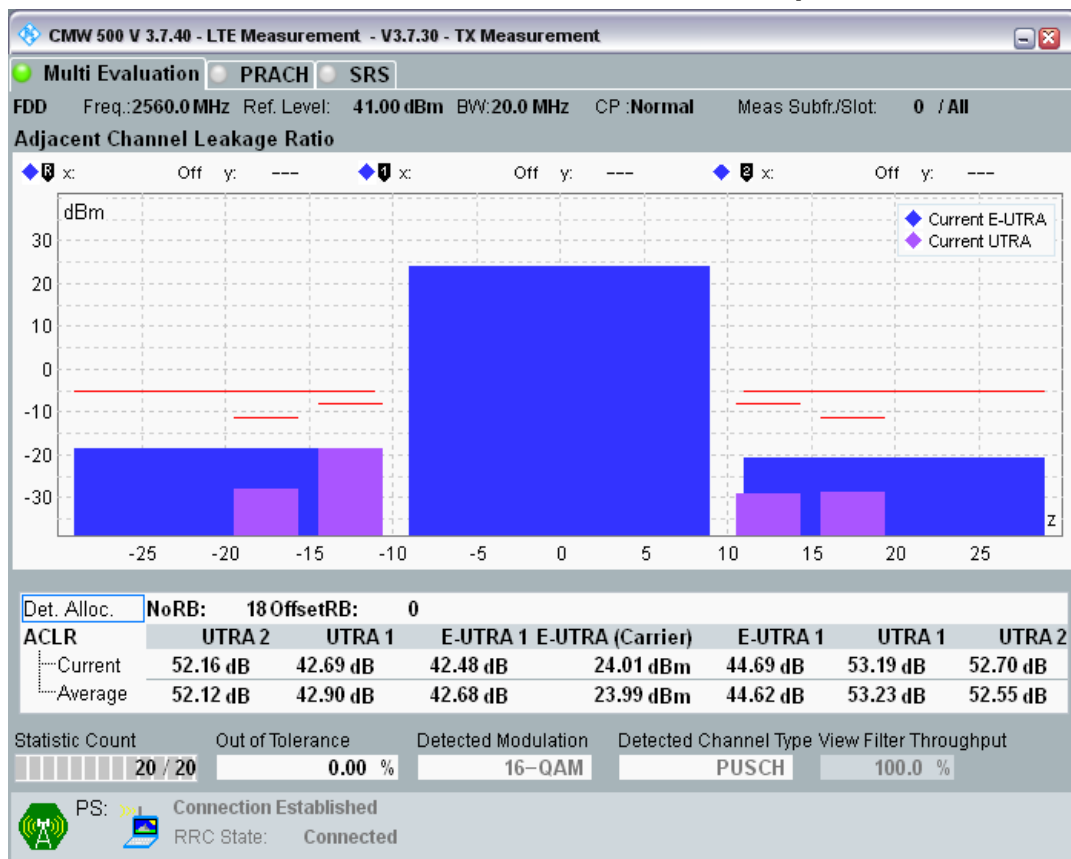 CMW 500 V 3.7.40 - LTE Measurement - V3.7.30 - TX Measurement
Multi Evaluation PRACH SRS
FDD Freq.:2560.0 MHz Ref. Level: 41.00 dBm BW:20.0 MHz CP :Normal Meas Subfr./Slot: 0 / All
Adjacent Channel Leakage Ratio
R x: Off y: --- 1 x: Off y: --- 2 x: Off y: ---
dBm
Current E-UTRA
Current UTRA
30
20
10
0
-10
-20
-30
z
-25 -20 -15 -10 -5 0 5 10 15 20 25
Det. Alloc. NoRB: 18 OffsetRB: 0
ACLR UTRA 2 UTRA 1 E-UTRA 1 E-UTRA (Carrier) E-UTRA 1 UTRA 1 UTRA 2
Current 52.16 dB 42.69 dB 42.48 dB 24.01 dBm 44.69 dB 53.19 dB 52.70 dB
Average 52.12 dB 42.90 dB 42.68 dB 23.99 dBm 44.62 dB 53.23 dB 52.55 dB
Statistic Count Out of Tolerance Detected Modulation Detected Channel Type View Filter Throughput
20 / 20 0.00 % 16-QAM PUSCH 100.0 %
PS: Connection Established
RRC State: Connected